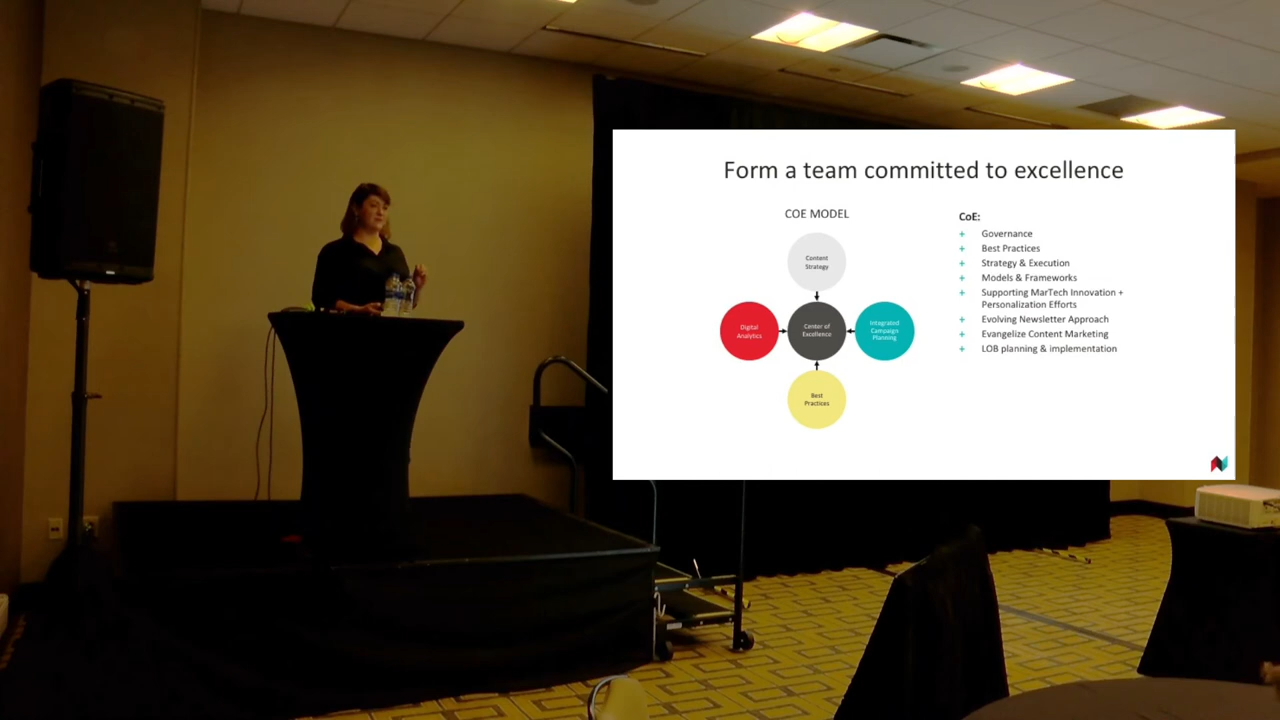 Form a team committed to excellence
COE MODEL
Content
Strategy
Digital
Analytics
Center of
Excellence
Integrated
Campaign
Planning
Best
Practices
CoE:
+ Governance
+ Best Practices
+ Strategy & Execution
+ Models & Frameworks
+ Supporting MarTech Innovation +
Personalization Efforts
+ Evolving Newsletter Approach
+ Evangelize Content Marketing
+ LOB planning & implementation